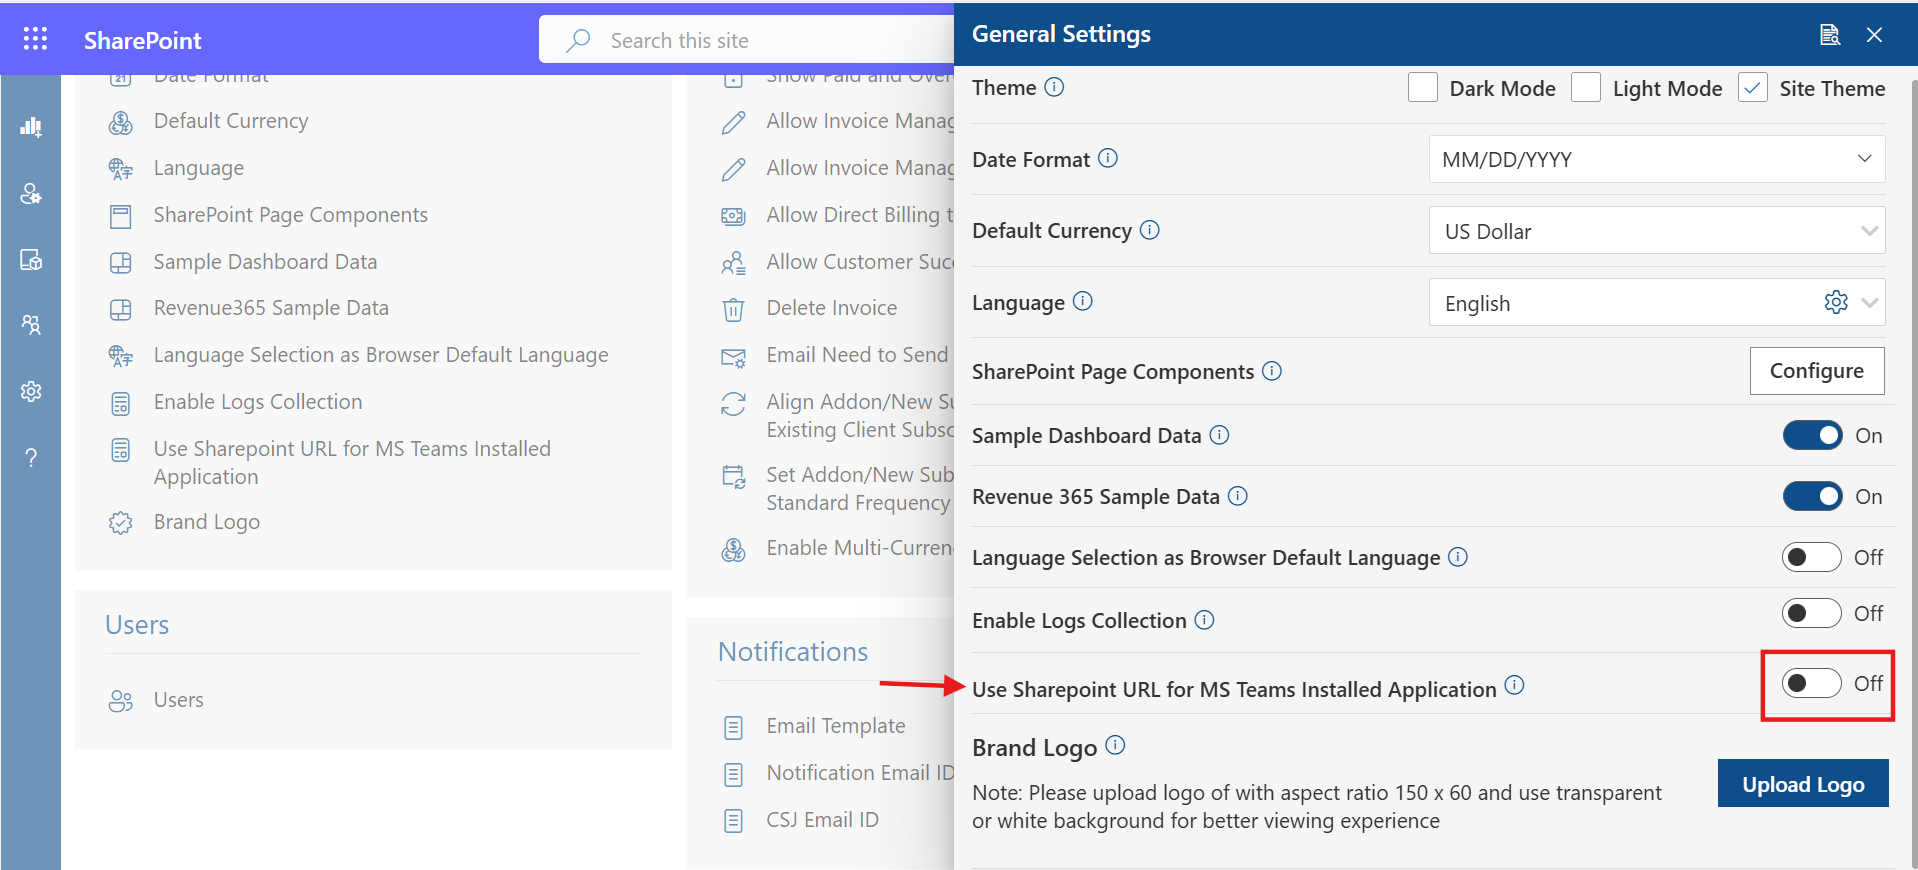 SharePoint
Search this site
Date Format
Default Currency
Language
SharePoint Page Components
Sample Dashboard Data
Revenue365 Sample Data
Language Selection as Browser Default Language
Enable Logs Collection
Use Sharepoint URL for MS Teams Installed
Application
Brand Logo
Users
Users
Show Paid and Over
Allow Invoice Manag
Allow Invoice Manag
Allow Direct Billing t
Allow Customer Suc
Delete Invoice
Email Need to Send
Align Addon/New Su
Existing Client Subsc
Set Addon/New Sub
Standard Frequency
Enable Multi-Curren
Notifications
Email Template
Notification Email ID
CSJ Email ID
General Settings
Theme
Dark Mode
Light Mode
Site Theme
Date Format
MM/DD/YYYY
Default Currency
US Dollar
Language
English
SharePoint Page Components
Configure
Sample Dashboard Data
On
Revenue 365 Sample Data
On
Language Selection as Browser Default Language
Off
Enable Logs Collection
Off
Use Sharepoint URL for MS Teams Installed Application
Off
Brand Logo
Note: Please upload logo of with aspect ratio 150 x 60 and use transparent
or white background for better viewing experience
Upload Logo